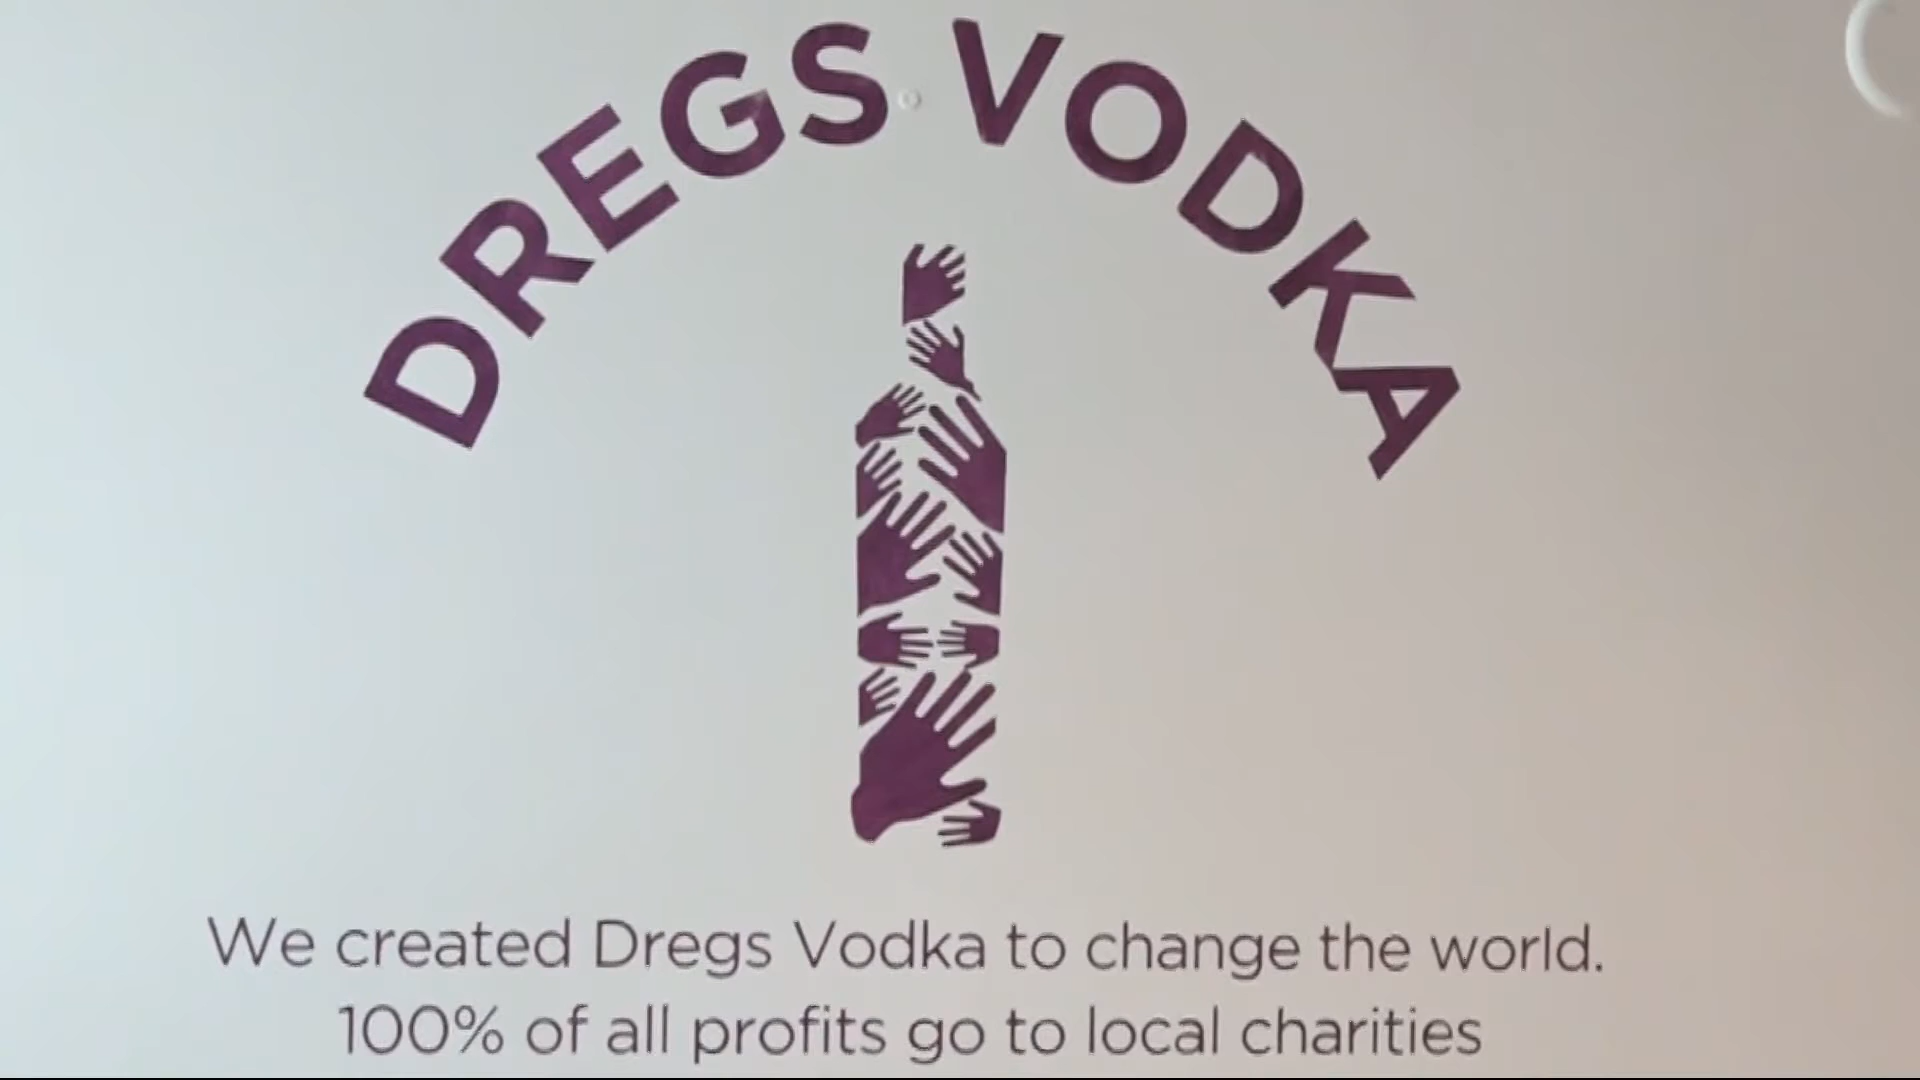 DREGS VODKA
We created Dregs Vodka to change the world.
100% of all profits go to local charities